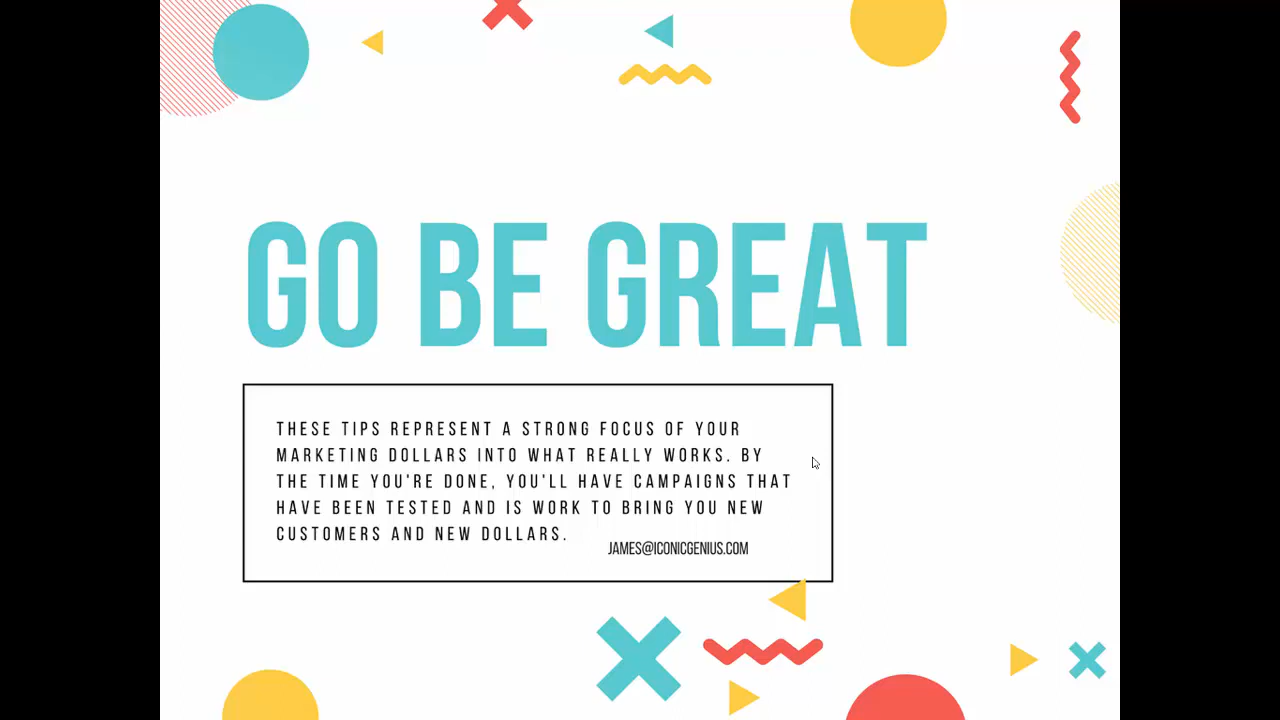 GO BE GREAT
THESE TIPS REPRESENT A STRONG FOCUS OF YOUR
MARKETING DOLLARS INTO WHAT REALLY WORKS. BY
THE TIME YOU'RE DONE, YOU'LL HAVE CAMPAIGNS THAT
HAVE BEEN TESTED AND IS WORK TO BRING YOU NEW
CUSTOMERS AND NEW DOLLARS.
JAMES@ICONICGENIUS.COM